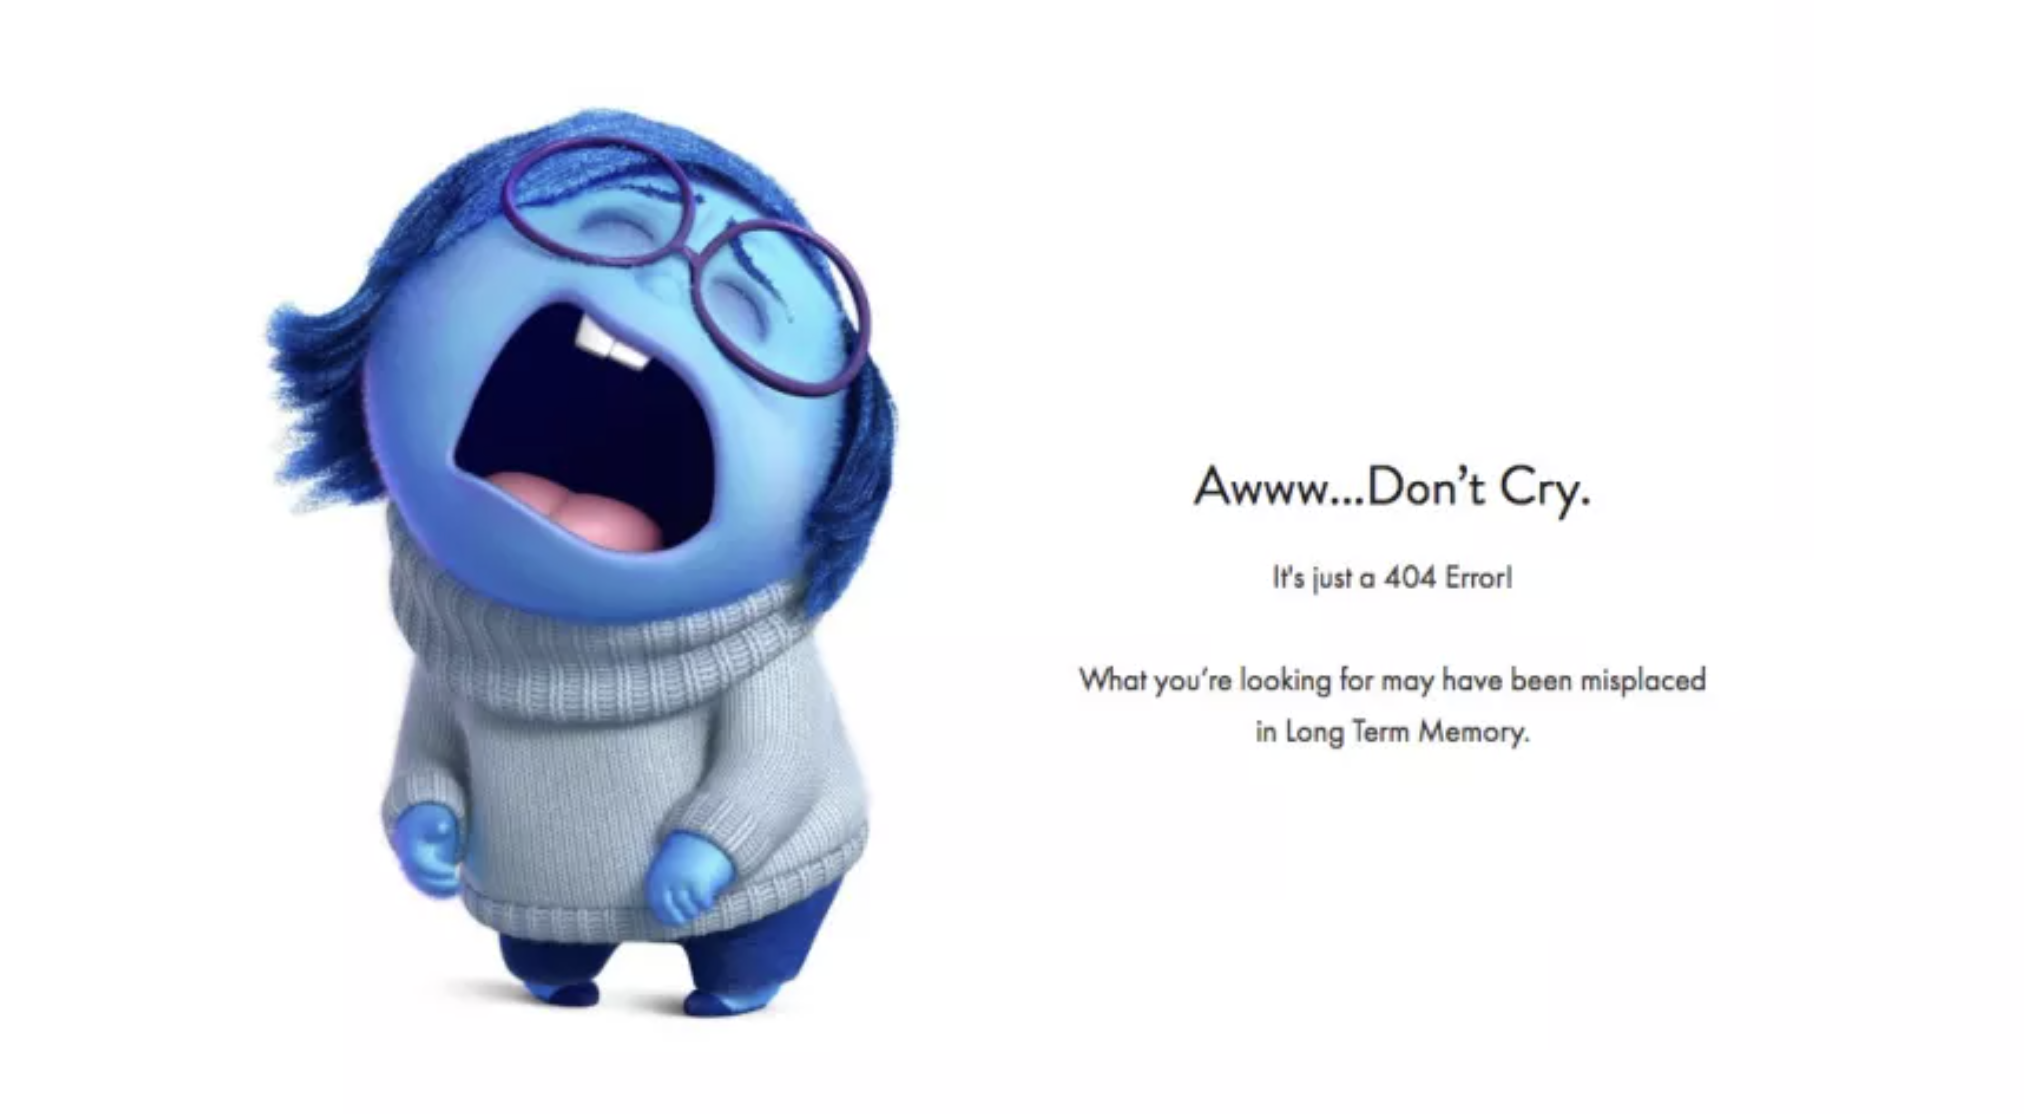 Awww...Don’t Cry.
It's just a 404 Error!
What you’re looking for may have been misplaced
in Long Term Memory.